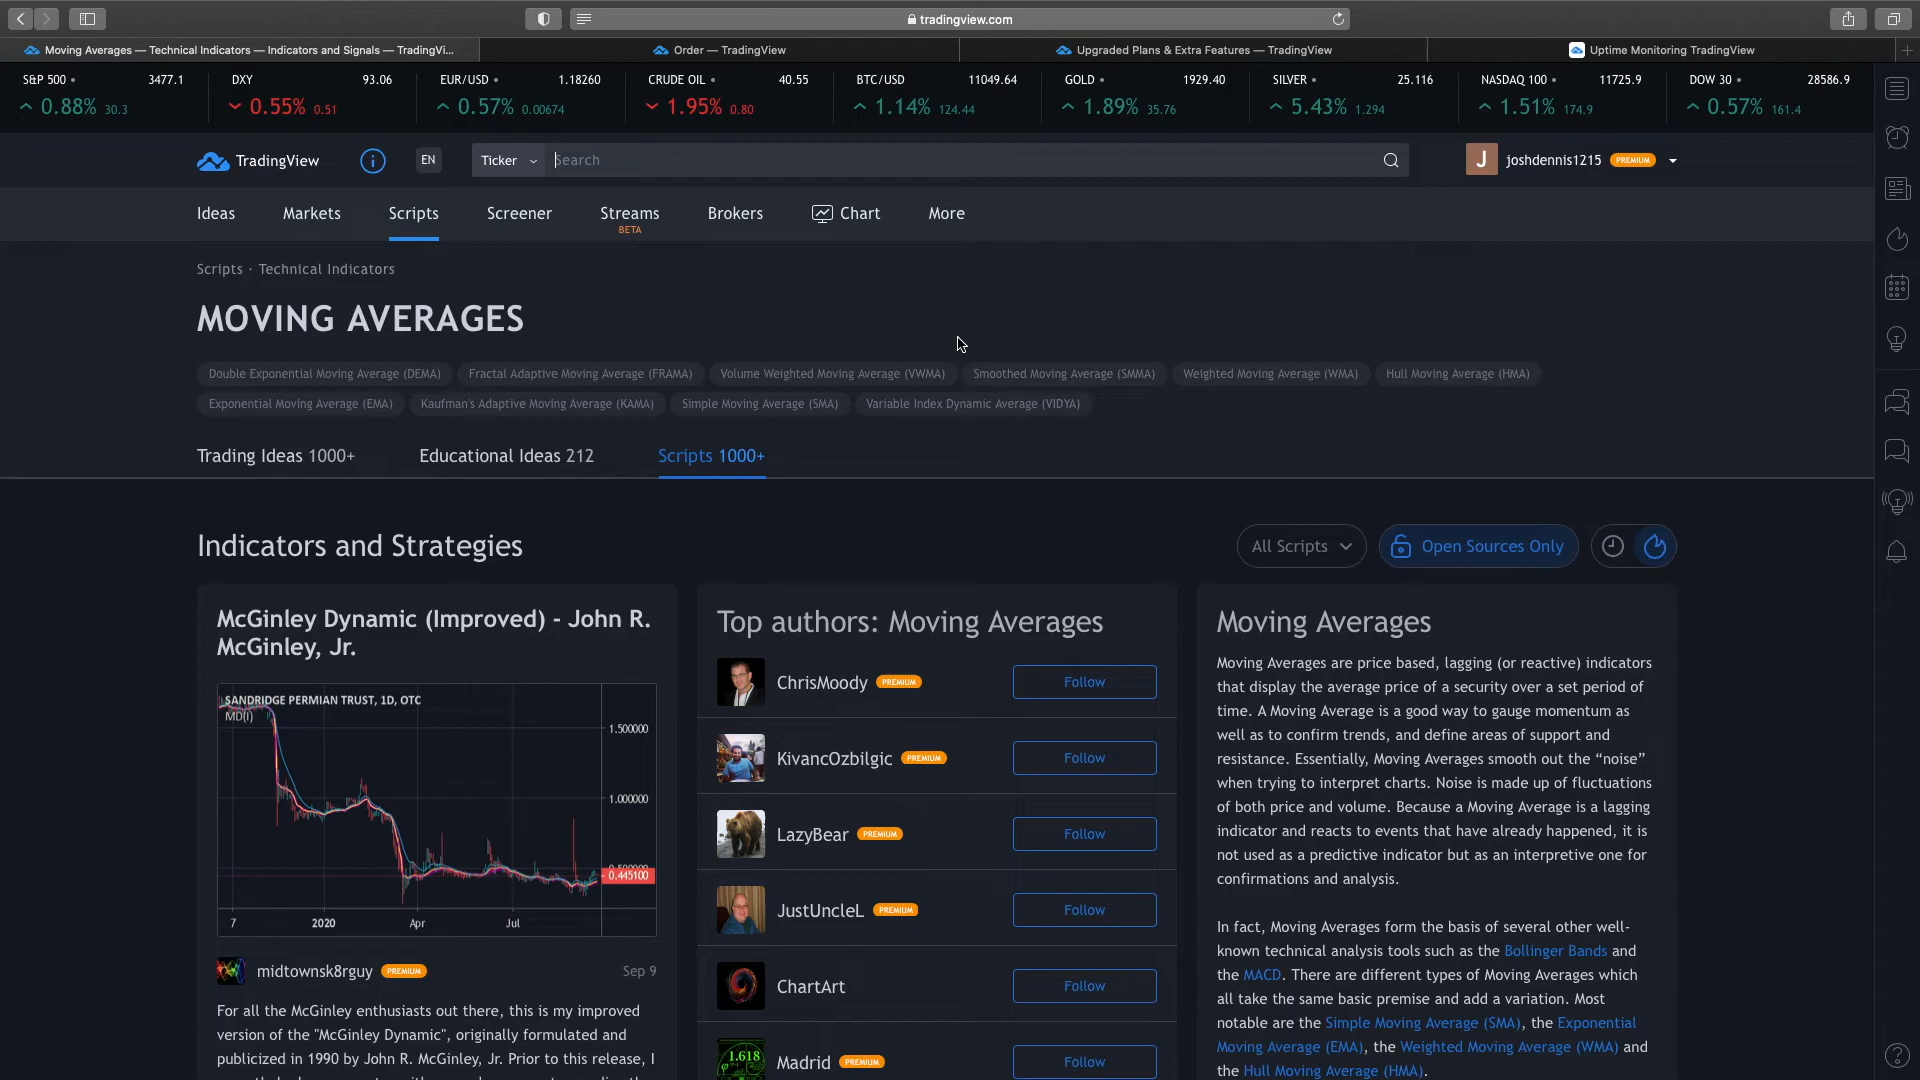 tradingview.com
Moving Averages — Technical Indicators — Indicators and Signals — TradingVi...
Order — TradingView
Upgraded Plans & Extra Features — TradingView
Uptime Monitoring TradingView
S&P 500 3477.1
0.88% 30.3
DXY 93.06
0.55% 0.51
EUR/USD 1.18260
0.57% 0.00674
CRUDE OIL 40.55
1.95% 0.80
BTC/USD 11049.64
1.14% 124.44
GOLD 1929.40
1.89% 35.76
SILVER 25.116
5.43% 1.294
NASDAQ 100 11725.9
1.51% 174.9
DOW 30 28586.9
0.57% 161.4
TradingView
EN
Ticker
Search
J
joshdennis1215 PREMIUM
Ideas
Markets
Scripts
Screener
Streams
BETA
Brokers
Chart
More
Scripts · Technical Indicators
MOVING AVERAGES
Double Exponential Moving Average (DEMA)
Fractal Adaptive Moving Average (FRAMA)
Volume Weighted Moving Average (VWMA)
Smoothed Moving Average (SMMA)
Weighted Moving Average (WMA)
Hull Moving Average (HMA)
Exponential Moving Average (EMA)
Kaufman's Adaptive Moving Average (KAMA)
Simple Moving Average (SMA)
Variable Index Dynamic Average (VIDYA)
Trading Ideas 1000+
Educational Ideas 212
Scripts 1000+
Indicators and Strategies
All Scripts
Open Sources Only
McGinley Dynamic (Improved) - John R.
McGinley, Jr.
SANDRIDGE PERMIAN TRUST, 1D, OTC
MD(I)
1.500000
1.000000
0.500000
0.445100
7
2020
Apr
Jul
midtownsk8rguy PREMIUM
Sep 9
For all the McGinley enthusiasts out there, this is my improved
version of the "McGinley Dynamic", originally formulated and
publicized in 1990 by John R. McGinley, Jr. Prior to this release, I
Top authors: Moving Averages
ChrisMoody PREMIUM
Follow
KivancOzbilgic PREMIUM
Follow
LazyBear PREMIUM
Follow
JustUncleL PREMIUM
Follow
ChartArt
Follow
1.618
Madrid PREMIUM
Follow
Moving Averages
Moving Averages are price based, lagging (or reactive) indicators
that display the average price of a security over a set period of
time. A Moving Average is a good way to gauge momentum as
well as to confirm trends, and define areas of support and
resistance. Essentially, Moving Averages smooth out the “noise”
when trying to interpret charts. Noise is made up of fluctuations
of both price and volume. Because a Moving Average is a lagging
indicator and reacts to events that have already happened, it is
not used as a predictive indicator but as an interpretive one for
confirmations and analysis.
In fact, Moving Averages form the basis of several other well-
known technical analysis tools such as the Bollinger Bands and
the MACD. There are different types of Moving Averages which
all take the same basic premise and add a variation. Most
notable are the Simple Moving Average (SMA), the Exponential
Moving Average (EMA), the Weighted Moving Average (WMA) and
the Hull Moving Average (HMA).